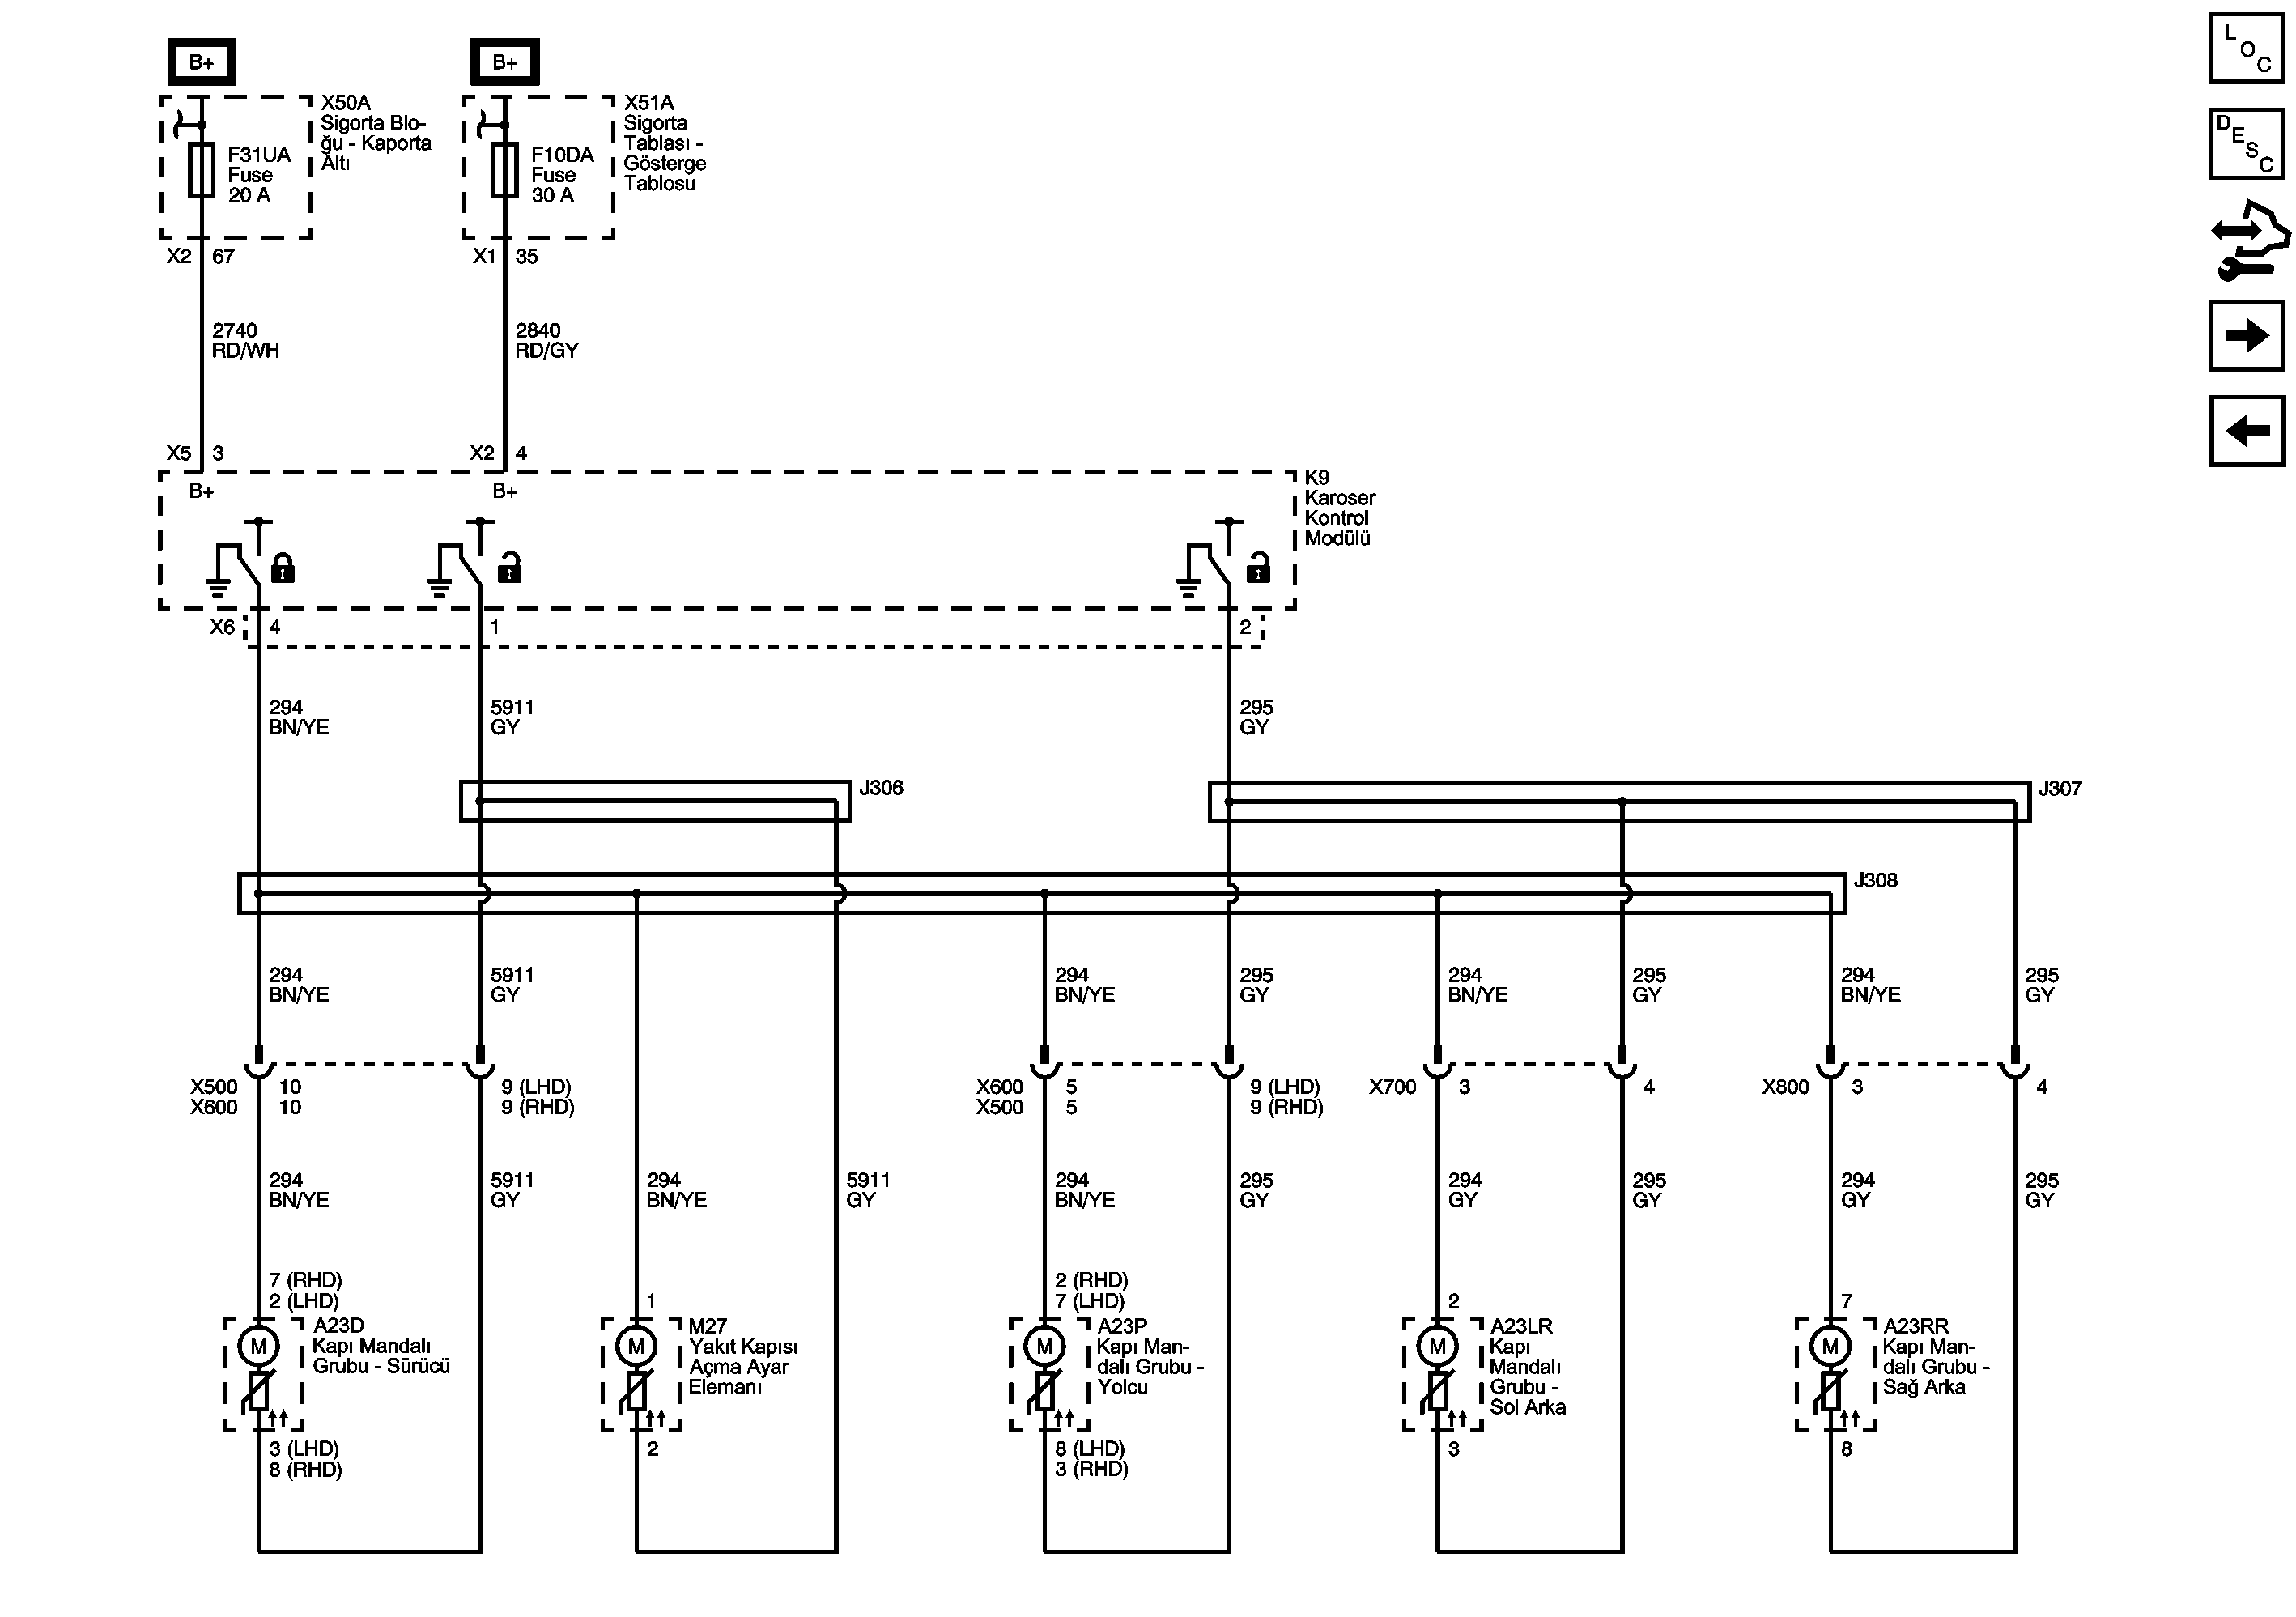 B+
B+
X50A
Sigorta Blo-
ğu - Kaporta
Altı
F31UA
Fuse
20 A
X51A
Sigorta
Tablası -
Gösterge
Tablosu
F10DA
Fuse
30 A
X2 67
X1 35
2740
RD/WH
2840
RD/GY
X5 3
X2 4
B+
B+
K9
Karoser
Kontrol
Modülü
X6 4
1
2
294
BN/YE
5911
GY
295
GY
J306
J307
J308
294
BN/YE
5911
GY
294
BN/YE
295
GY
294
BN/YE
295
GY
294
BN/YE
295
GY
X500 10
X600 10
9 (LHD)
9 (RHD)
X600 5
X500 5
9 (LHD)
9 (RHD)
X700 3
4
X800 3
4
294
BN/YE
5911
GY
294
BN/YE
5911
GY
294
BN/YE
295
GY
294
GY
295
GY
294
GY
295
GY
7 (RHD)
2 (LHD)
M
A23D
Kapı Mandalı
Grubu - Sürücü
3 (LHD)
8 (RHD)
1
M
M27
Yakıt Kapısı
Açma Ayar
Elemanı
2
2 (RHD)
7 (LHD)
M
A23P
Kapı Man-
dalı Grubu -
Yolcu
8 (LHD)
3 (RHD)
2
M
A23LR
Kapı
Mandalı
Grubu -
Sol Arka
3
7
M
A23RR
Kapı Man-
dalı Grubu -
Sağ Arka
8
LOC
DESC